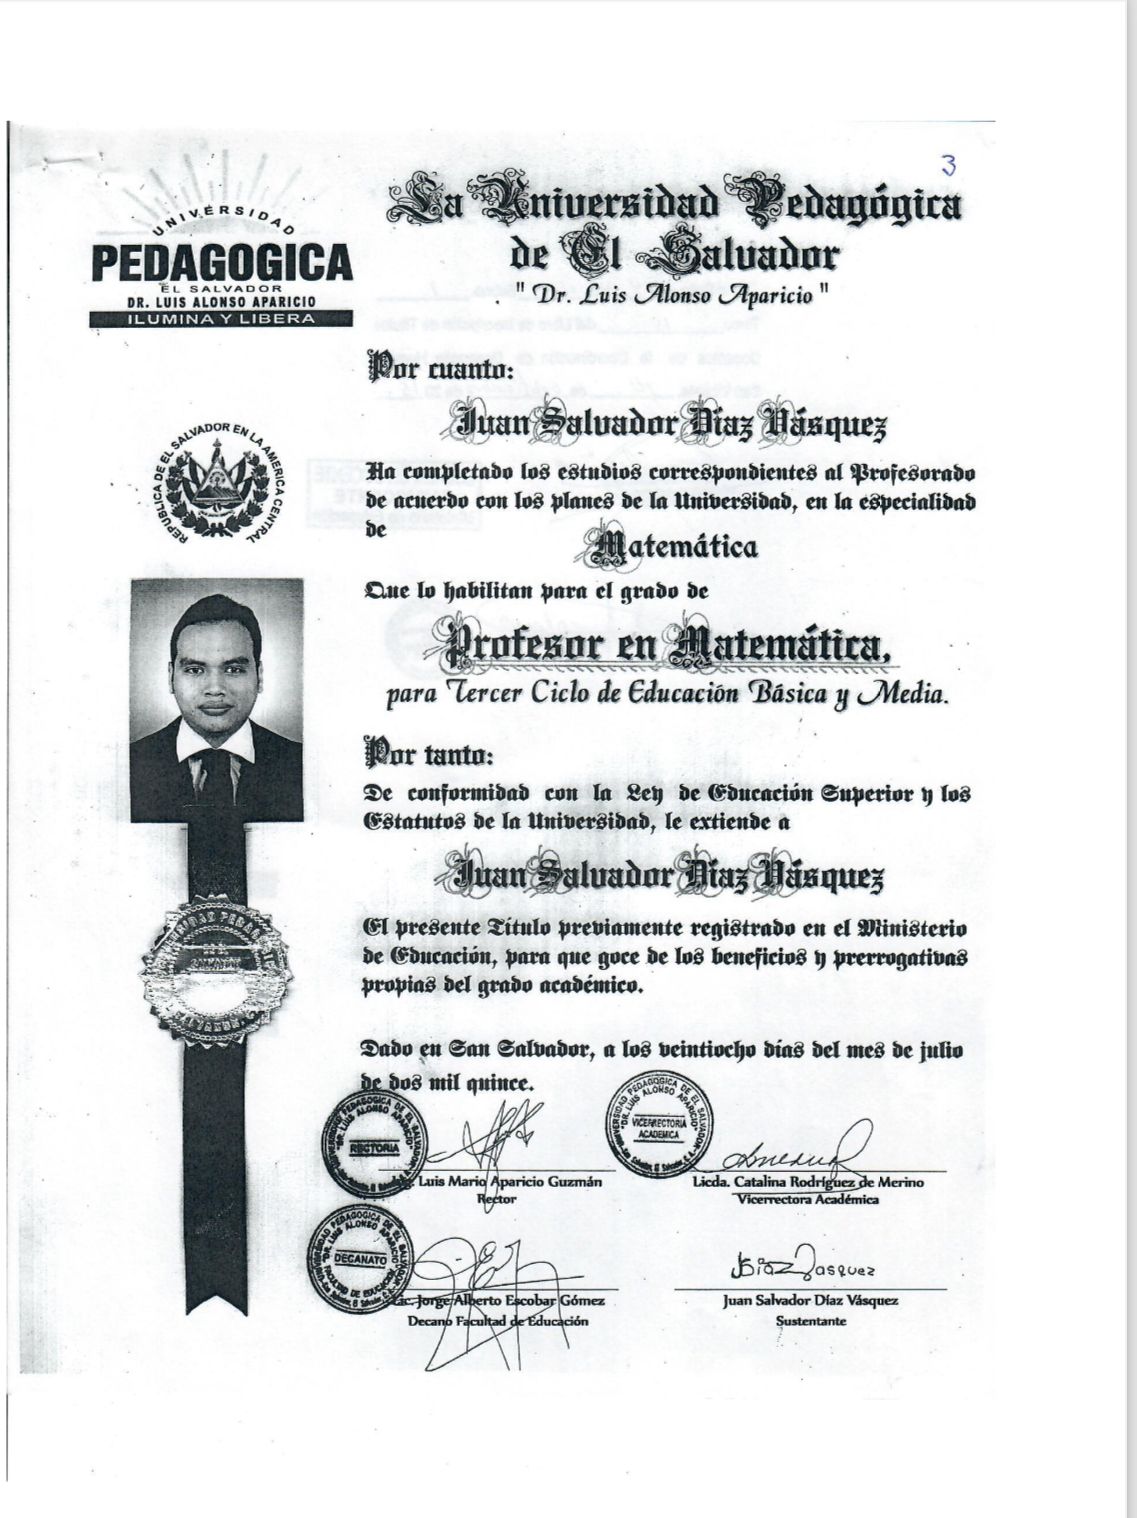 3
UNIVERSIDAD
PEDAGOGICA
EL SALVADOR
DR. LUIS ALONSO APARICIO
ILUMINA Y LIBERA
La Universidad Pedagógica
de El Salvador
" Dr. Luis Alonso Aparicio "
Por cuanto:
Juan Salvador Díaz Vásquez
REPUBLICA DE EL SALVADOR EN LA AMERICA CENTRAL
Ha completado los estudios correspondientes al Profesorado
de acuerdo con los planes de la Universidad, en la especialidad
de
Matemática
Que lo habilitan para el grado de
Profesor en Matemática,
para Tercer Ciclo de Educación Básica y Media.
Por tanto:
De conformidad con la Ley de Educación Superior y los
Estatutos de la Universidad, le extiende a
Juan Salvador Díaz Vásquez
El presente Título previamente registrado en el Ministerio
de Educación, para que goce de los beneficios y prerrogativas
propias del grado académico.
Dado en San Salvador, a los veintiocho días del mes de julio
de dos mil quince.
UNIVERSIDAD PEDAGOGICA DE EL SALVADOR
"DR. LUIS ALONSO APARICIO"
RECTORIA
UNIVERSIDAD PEDAGOGICA DE EL SALVADOR
"DR. LUIS ALONSO APARICIO"
VICERRECTORIA
ACADEMICA
San Salvador, El Salvador, C.A.
Luis Mario Aparicio Guzmán
Rector
Licda. Catalina Rodríguez de Merino
Vicerrectora Académica
UNIVERSIDAD PEDAGOGICA DE EL SALVADOR
"DR. LUIS ALONSO APARICIO"
DECANATO
FACULTAD DE EDUCACION
San Salvador, El Salvador, C.A.
Lic. Jorge Alberto Escobar Gómez
Decano Facultad de Educación
JDiazVasquez
Juan Salvador Díaz Vásquez
Sustentante